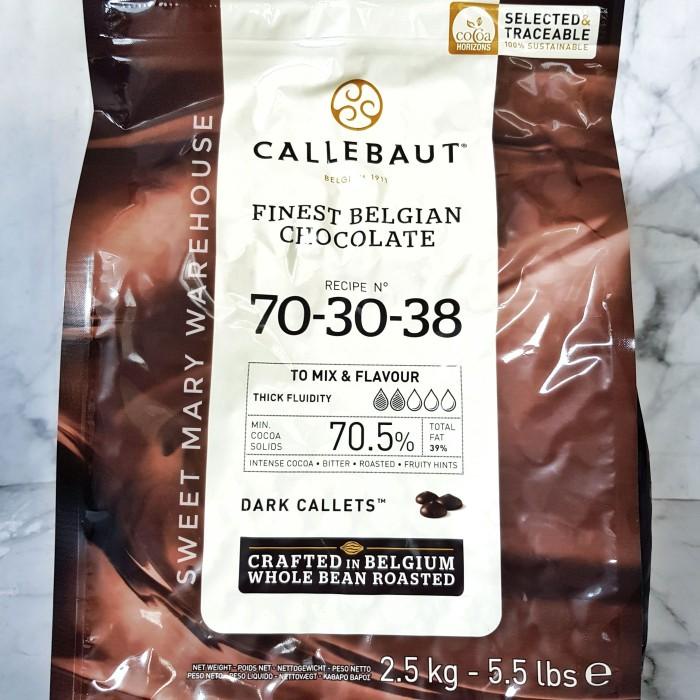 cocoa
HORIZONS
SELECTED&
TRACEABLE
100% SUSTAINABLE
CALLEBAUT®
BELGIUM 1911
FINEST BELGIAN
CHOCOLATE
RECIPE N°
70-30-38
TO MIX & FLAVOUR
THICK FLUIDITY
MIN.
COCOA
SOLIDS
70.5%
TOTAL
FAT
39%
INTENSE COCOA • BITTER • ROASTED • FRUITY HINTS
DARK CALLETS™
CRAFTED IN BELGIUM
WHOLE BEAN ROASTED
NET WEIGHT - POIDS NET - NETTOGEWICHT - PESO NETTO
PESO NETO - PESO LÍQUIDO - NETTOVÆGT - ΚΑΘΑΡΟ ΒΑΡΟΣ
2.5 kg - 5.5 lbs e
SWEET MARY WAREHOUSE